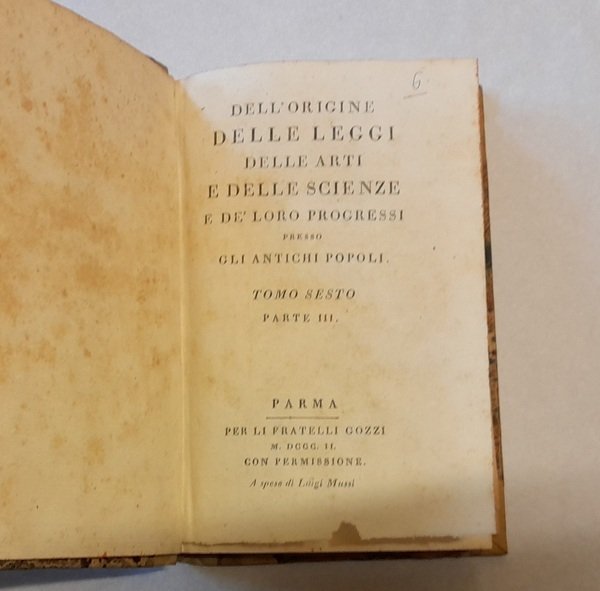 6.
DELL'ORIGINE
DELLE LEGGI
DELLE ARTI
E DELLE SCIENZE
E DE' LORO PROGRESSI
PRESSO
GLI ANTICHI POPOLI.
TOMO SESTO
PARTE III.
PARMA
PER LI FRATELLI GOZZI
M. DCCC. II.
CON PERMISSIONE.
A spese di Luigi Mussi